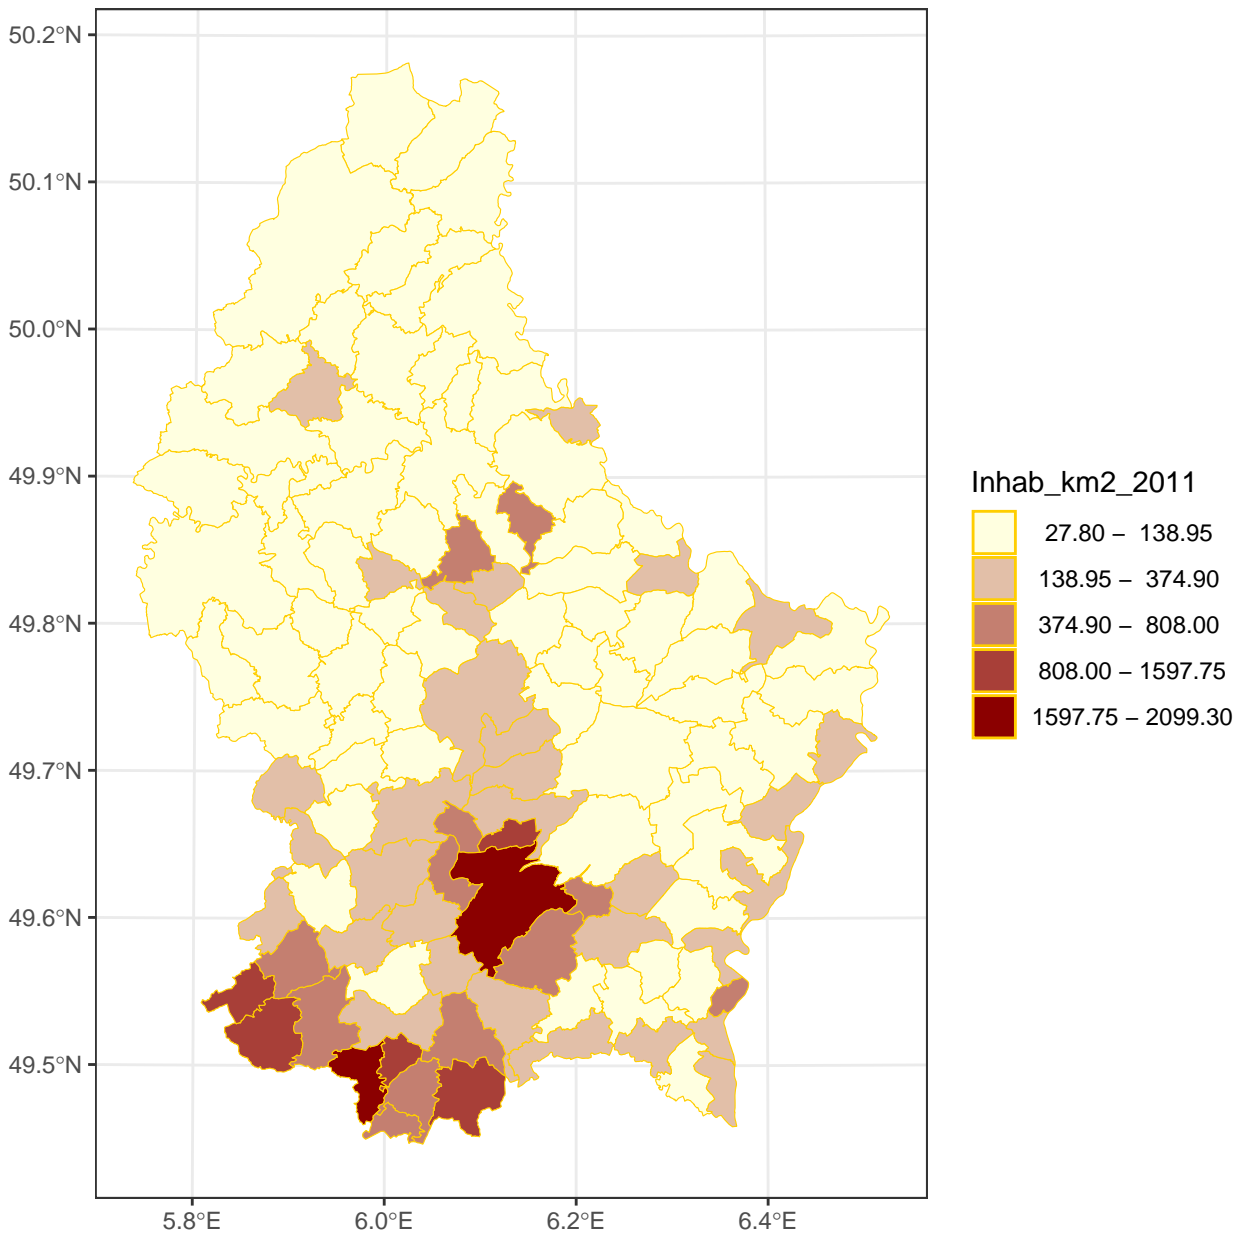 50.2°N
50.1°N
50.0°N
49.9°N
49.8°N
49.7°N
49.6°N
49.5°N
5.8°E
6.0°E
6.2°E
6.4°E
Inhab_km2_2011
27.80 – 138.95
138.95 – 374.90
374.90 – 808.00
808.00 – 1597.75
1597.75 – 2099.30